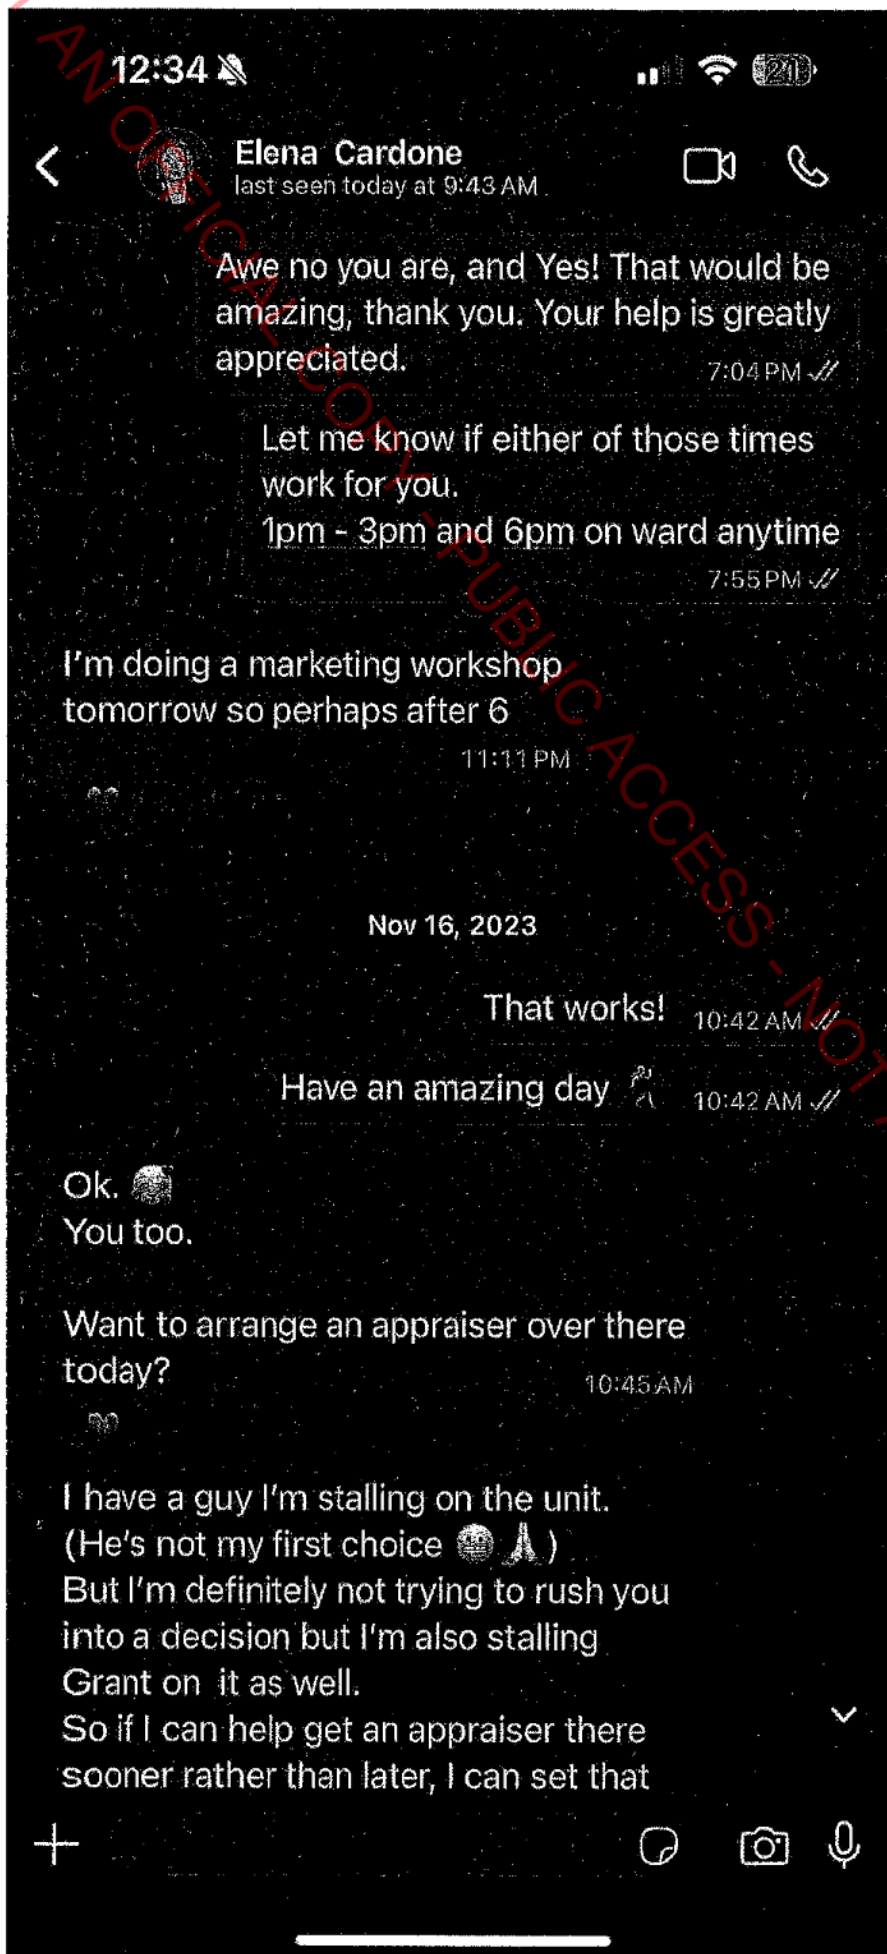 12:34
21
Elena Cardone
last seen today at 9:43 AM
Awe no you are, and Yes! That would be
amazing, thank you. Your help is greatly
appreciated.
7:04 PM
Let me know if either of those times
work for you.
1pm - 3pm and 6pm on ward anytime
7:55 PM
I'm doing a marketing workshop
tomorrow so perhaps after 6
11:11 PM
Nov 16, 2023
That works! 10:42 AM
Have an amazing day 10:42 AM
Ok.
You too.
Want to arrange an appraiser over there
today?
10:45 AM
I have a guy I'm stalling on the unit.
(He's not my first choice 🙏)
But I'm definitely not trying to rush you
into a decision but I'm also stalling
Grant on it as well.
So if I can help get an appraiser there
sooner rather than later, I can set that
AN OFFICIAL COPY - PUBLIC ACCESS - NOT